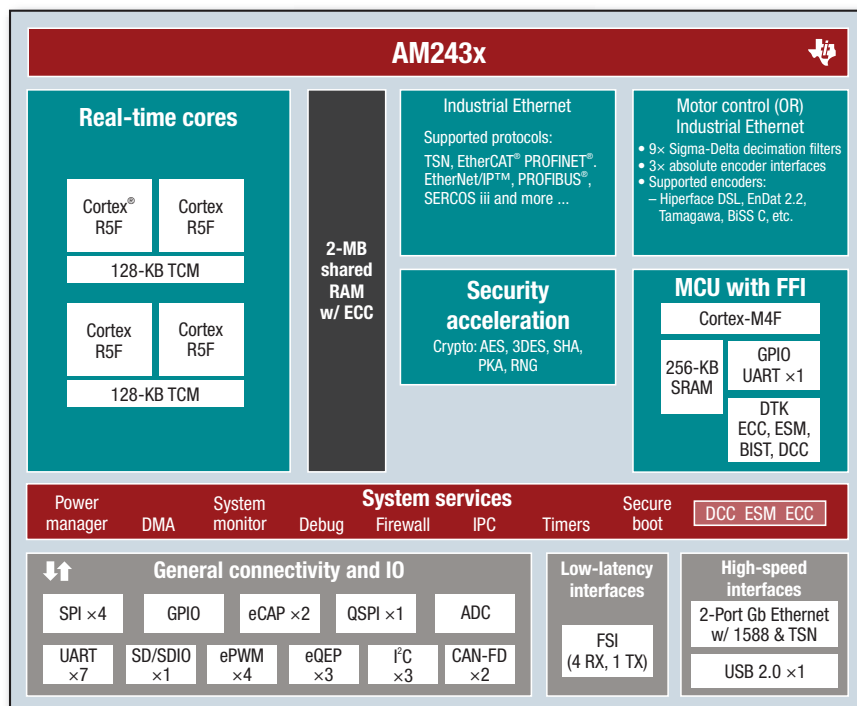 AM243x
Real-time cores
Cortex®
R5F
Cortex
R5F
128-KB TCM
Cortex
R5F
Cortex
R5F
128-KB TCM
2-MB
shared
RAM
w/ ECC
Industrial Ethernet
Supported protocols:
TSN, EtherCAT® PROFINET®.
EtherNet/IP™, PROFIBUS®,
SERCOS iii and more ...
Motor control (OR)
Industrial Ethernet
• 9× Sigma-Delta decimation filters
• 3× absolute encoder interfaces
• Supported encoders:
– Hiperface DSL, EnDat 2.2,
Tamagawa, BiSS C, etc.
Security
acceleration
Crypto: AES, 3DES, SHA,
PKA, RNG
MCU with FFI
Cortex-M4F
256-KB
SRAM
GPIO
UART ×1
DTK
ECC, ESM,
BIST, DCC
System services
Power
manager
DMA
System
monitor
Debug
Firewall
IPC
Timers
Secure
boot
DCC ESM ECC
General connectivity and IO
SPI ×4
GPIO
eCAP ×2
QSPI ×1
ADC
UART
×7
SD/SDIO
×1
ePWM
×4
eQEP
×3
I²C
×3
CAN-FD
×2
Low-latency
interfaces
FSI
(4 RX, 1 TX)
High-speed
interfaces
2-Port Gb Ethernet
w/ 1588 & TSN
USB 2.0 ×1